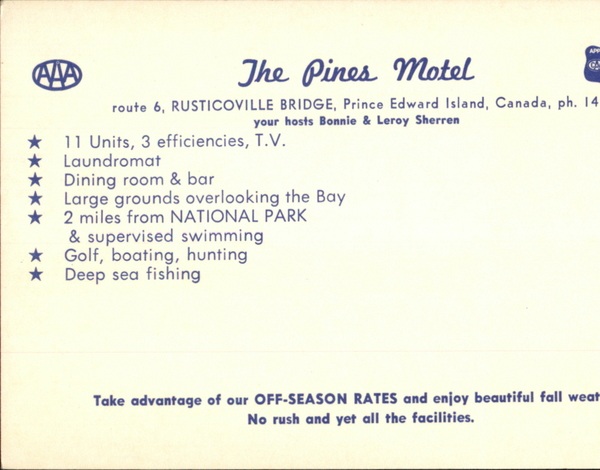 AAA
The Pines Motel
APP
CAA
route 6, RUSTICOVILLE BRIDGE, Prince Edward Island, Canada, ph. 14
your hosts Bonnie & Leroy Sherren
★ 11 Units, 3 efficiencies, T.V.
★ Laundromat
★ Dining room & bar
★ Large grounds overlooking the Bay
★ 2 miles from NATIONAL PARK
& supervised swimming
★ Golf, boating, hunting
★ Deep sea fishing
Take advantage of our OFF-SEASON RATES and enjoy beautiful fall weat
No rush and yet all the facilities.